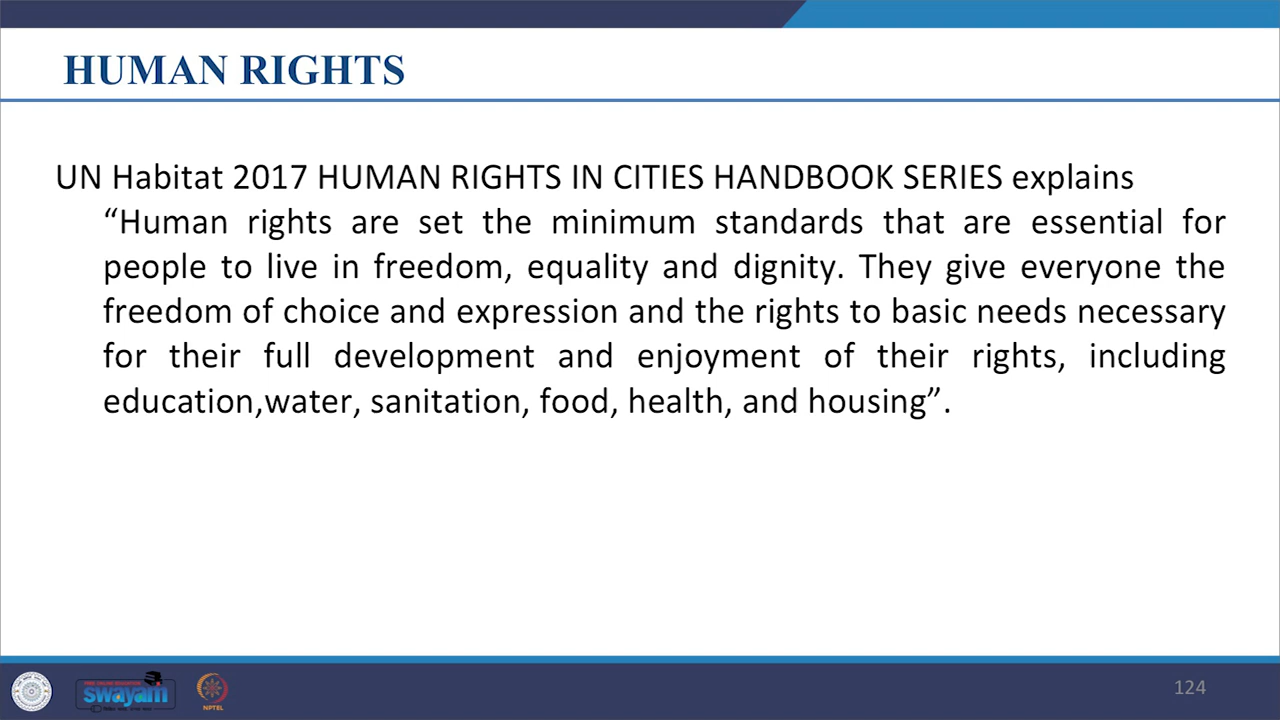 HUMAN RIGHTS
UN Habitat 2017 HUMAN RIGHTS IN CITIES HANDBOOK SERIES explains
“Human rights are set the minimum standards that are essential for
people to live in freedom, equality and dignity. They give everyone the
freedom of choice and expression and the rights to basic needs necessary
for their full development and enjoyment of their rights, including
education,water, sanitation, food, health, and housing”.
swayam
NPTEL
124